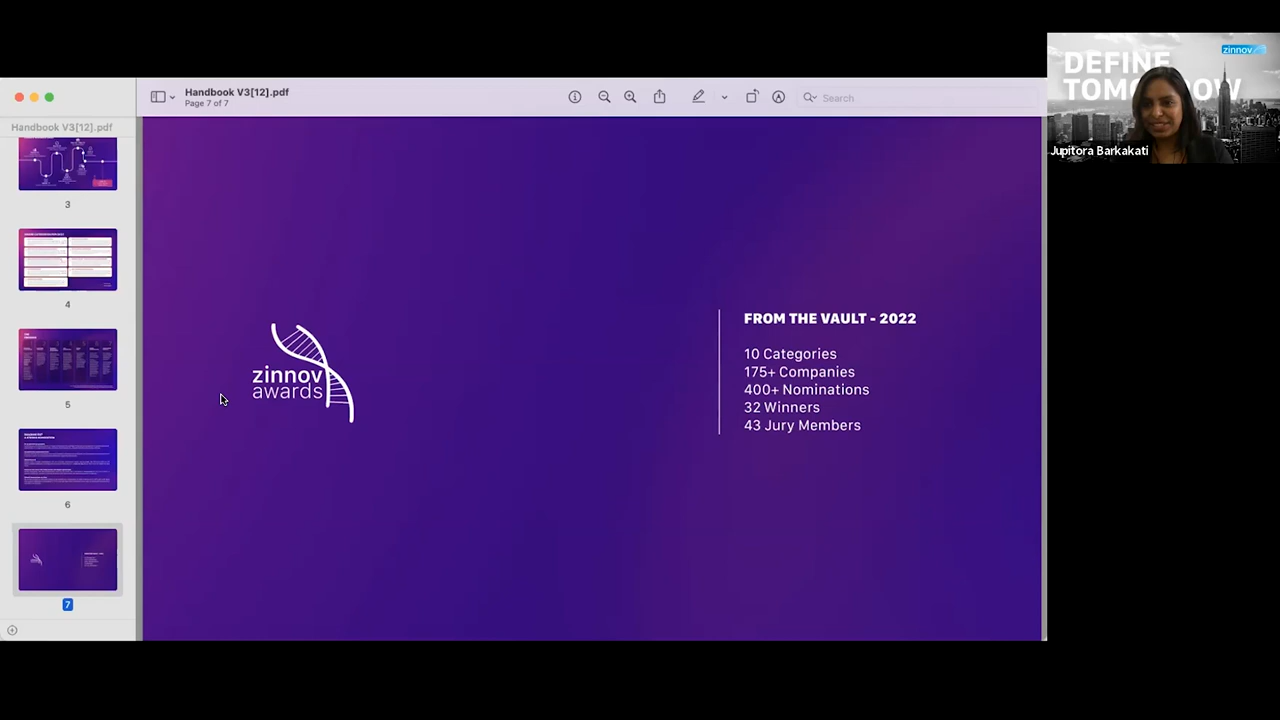 Handbook V3[12].pdf
Page 7 of 7
Search
Handbook V3[12].pdf
3
4
5
6
7
zinnov
awards
FROM THE VAULT - 2022
10 Categories
175+ Companies
400+ Nominations
32 Winners
43 Jury Members
zinnov
DEFINE
Jupitora Barkakati